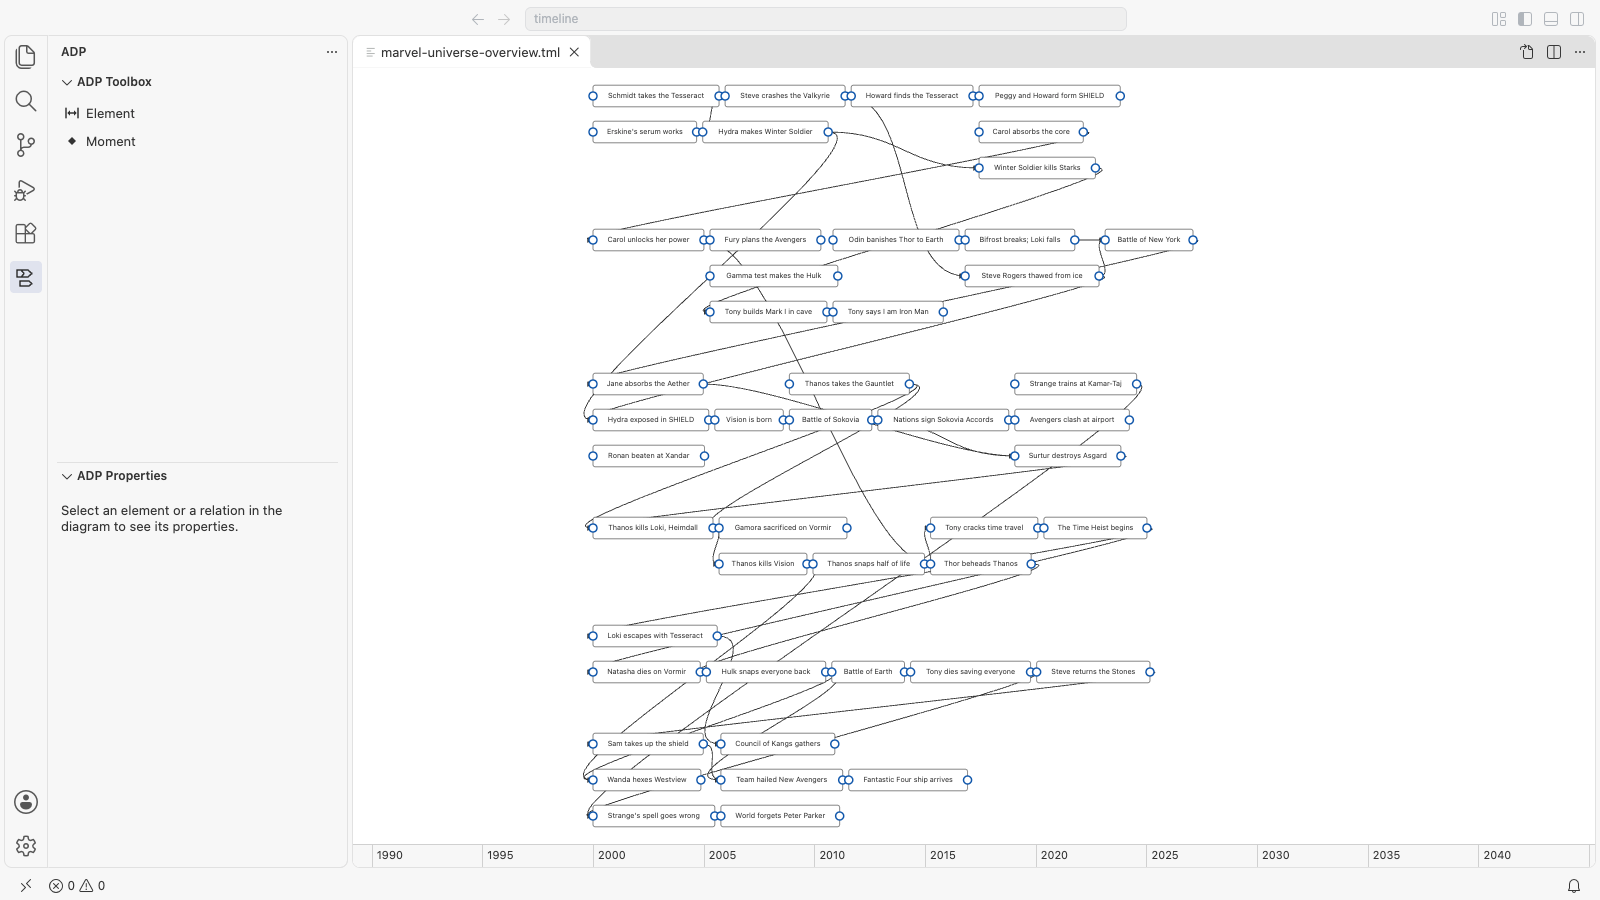 timeline
ADP
ADP Toolbox
Element
Moment
ADP Properties
Select an element or a relation in the
diagram to see its properties.
marvel-universe-overview.tml
Schmidt takes the Tesseract
Steve crashes the Valkyrie
Howard finds the Tesseract
Peggy and Howard form SHIELD
Erskine's serum works
Hydra makes Winter Soldier
Carol absorbs the core
Winter Soldier kills Starks
Carol unlocks her power
Fury plans the Avengers
Odin banishes Thor to Earth
Bifrost breaks; Loki falls
Battle of New York
Gamma test makes the Hulk
Steve Rogers thawed from ice
Tony builds Mark I in cave
Tony says I am Iron Man
Jane absorbs the Aether
Thanos takes the Gauntlet
Strange trains at Kamar-Taj
Hydra exposed in SHIELD
Vision is born
Battle of Sokovia
Nations sign Sokovia Accords
Avengers clash at airport
Ronan beaten at Xandar
Surtur destroys Asgard
Thanos kills Loki, Heimdall
Gamora sacrificed on Vormir
Tony cracks time travel
The Time Heist begins
Thanos kills Vision
Thanos snaps half of life
Thor beheads Thanos
Loki escapes with Tesseract
Natasha dies on Vormir
Hulk snaps everyone back
Battle of Earth
Tony dies saving everyone
Steve returns the Stones
Sam takes up the shield
Council of Kangs gathers
Wanda hexes Westview
Team hailed New Avengers
Fantastic Four ship arrives
Strange's spell goes wrong
World forgets Peter Parker
1990
1995
2000
2005
2010
2015
2020
2025
2030
2035
2040
0
0